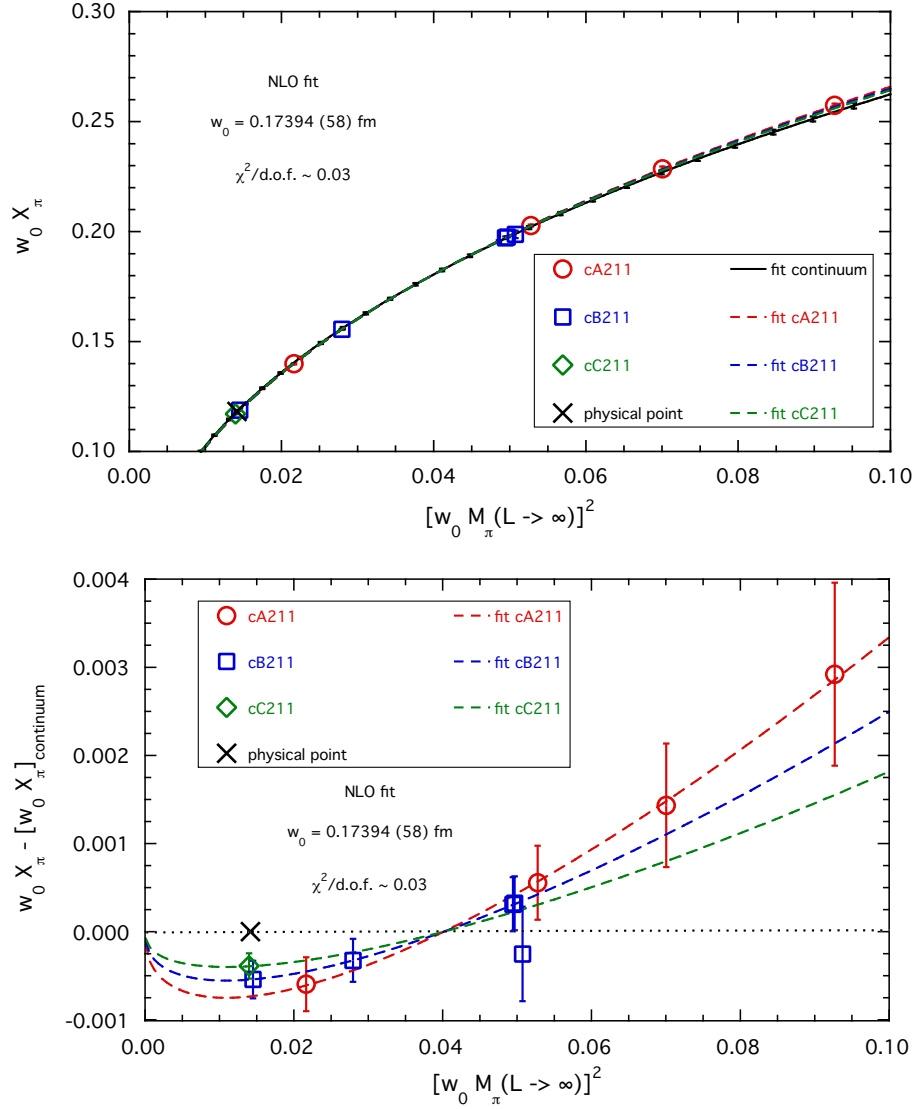 0.30
NLO fit
w₀ = 0.17394 (58) fm
χ²/d.o.f. ~ 0.03
0.25
w₀ X_π
0.20
cA211
fit continuum
cB211
fit cA211
cC211
fit cB211
physical point
fit cC211
0.15
0.10
0.00 0.02 0.04 0.06 0.08 0.10
[w₀ M_π(L -> ∞)]²
0.004
cA211
fit cA211
cB211
fit cB211
cC211
fit cC211
physical point
0.003
0.002
NLO fit
w₀ = 0.17394 (58) fm
χ²/d.o.f. ~ 0.03
w₀ X_π - [w₀ X_π]continuum
0.001
0.000
-0.001
0.00 0.02 0.04 0.06 0.08 0.10
[w₀ M_π(L -> ∞)]²